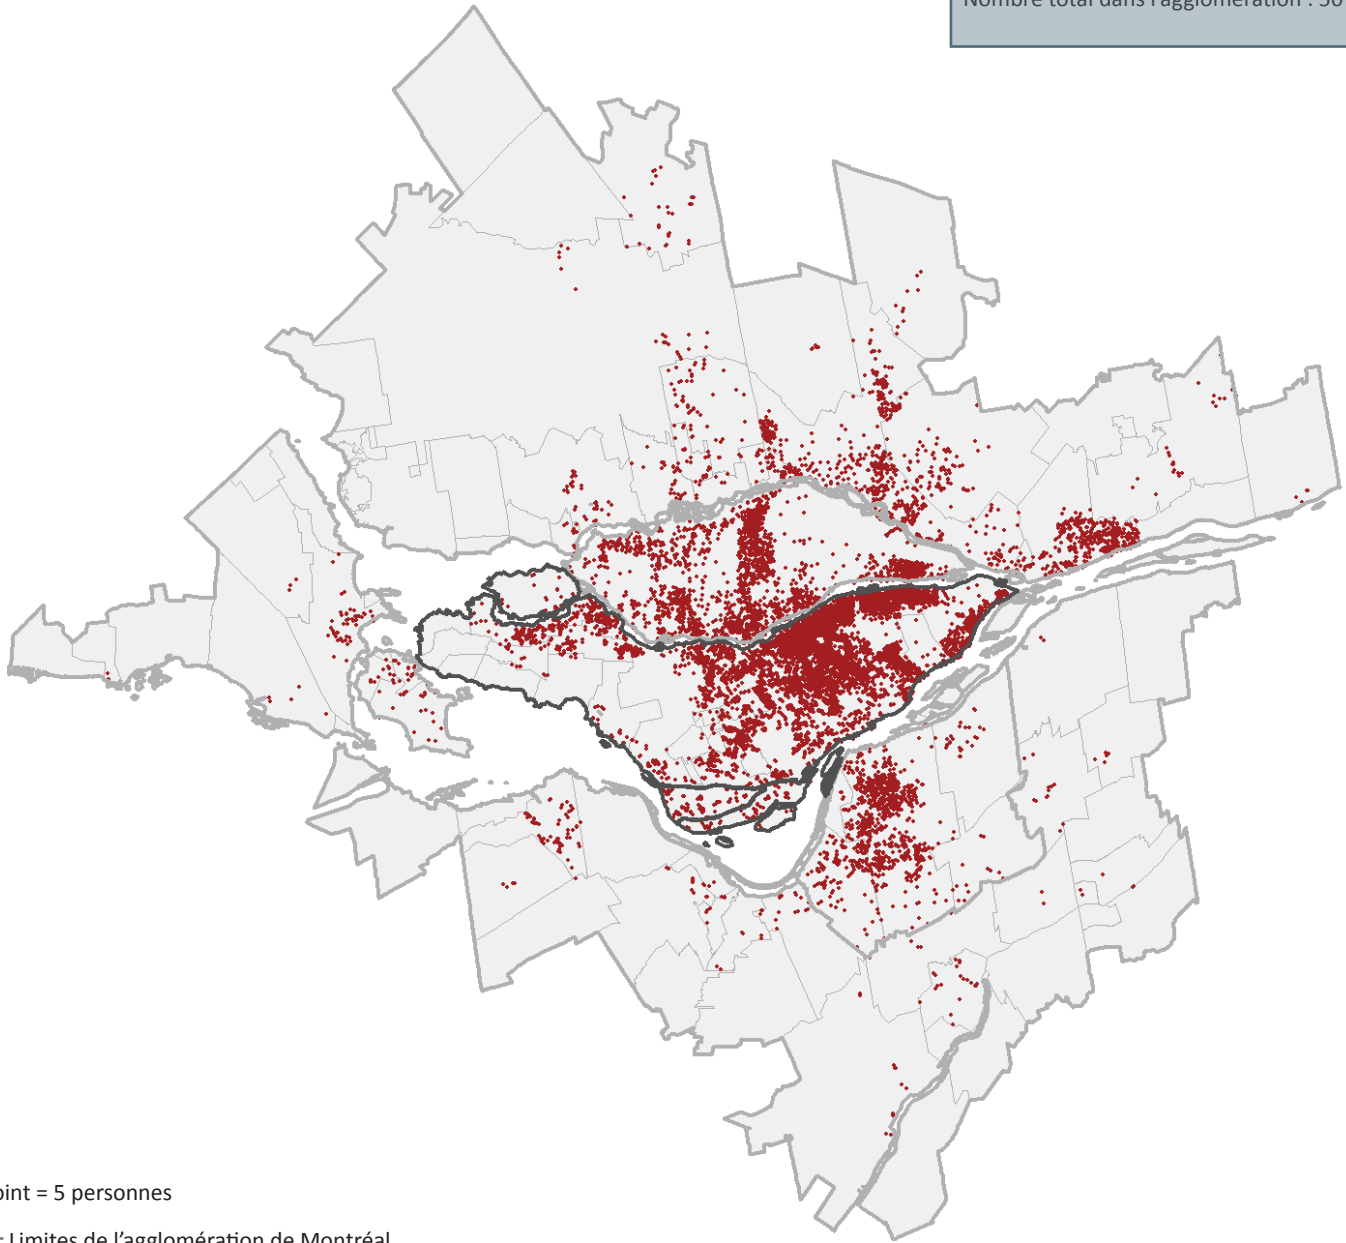 Nombre total dans l'agglomération : 30
oint = 5 personnes
Limites de l'agglomération de Montréal